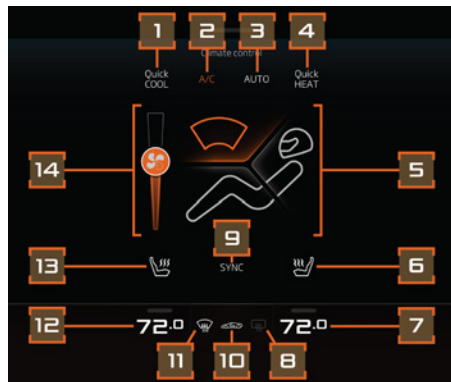 1 2 3 4
Climate control
Quick COOL A/C AUTO Quick HEAT
14 5
9
13 SYNC 6
12 72.0 72.0 7
11 10 8